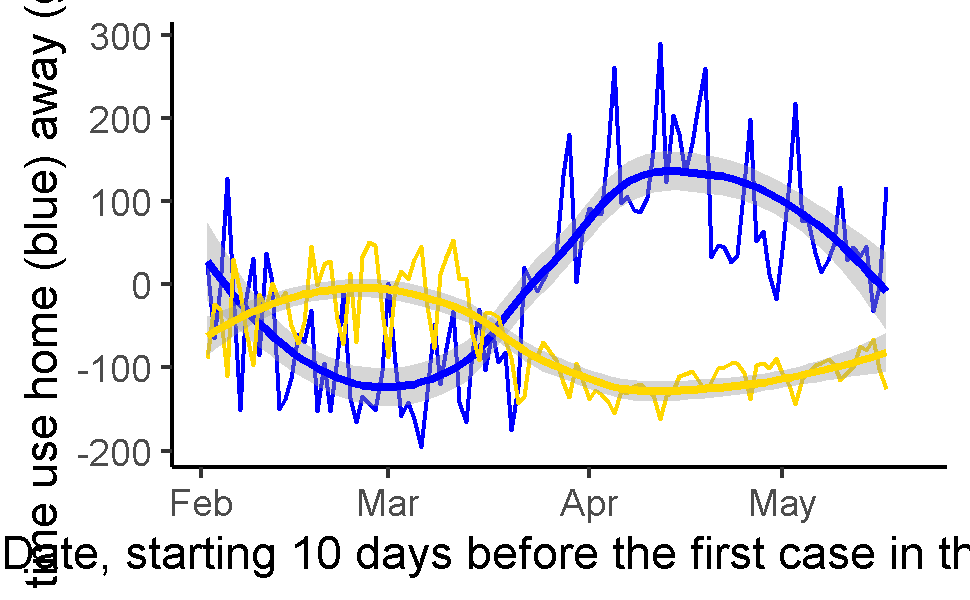 time use home (blue) away (
300
200
100
0
-100
-200
Feb Mar Apr May
Date, starting 10 days before the first case in th